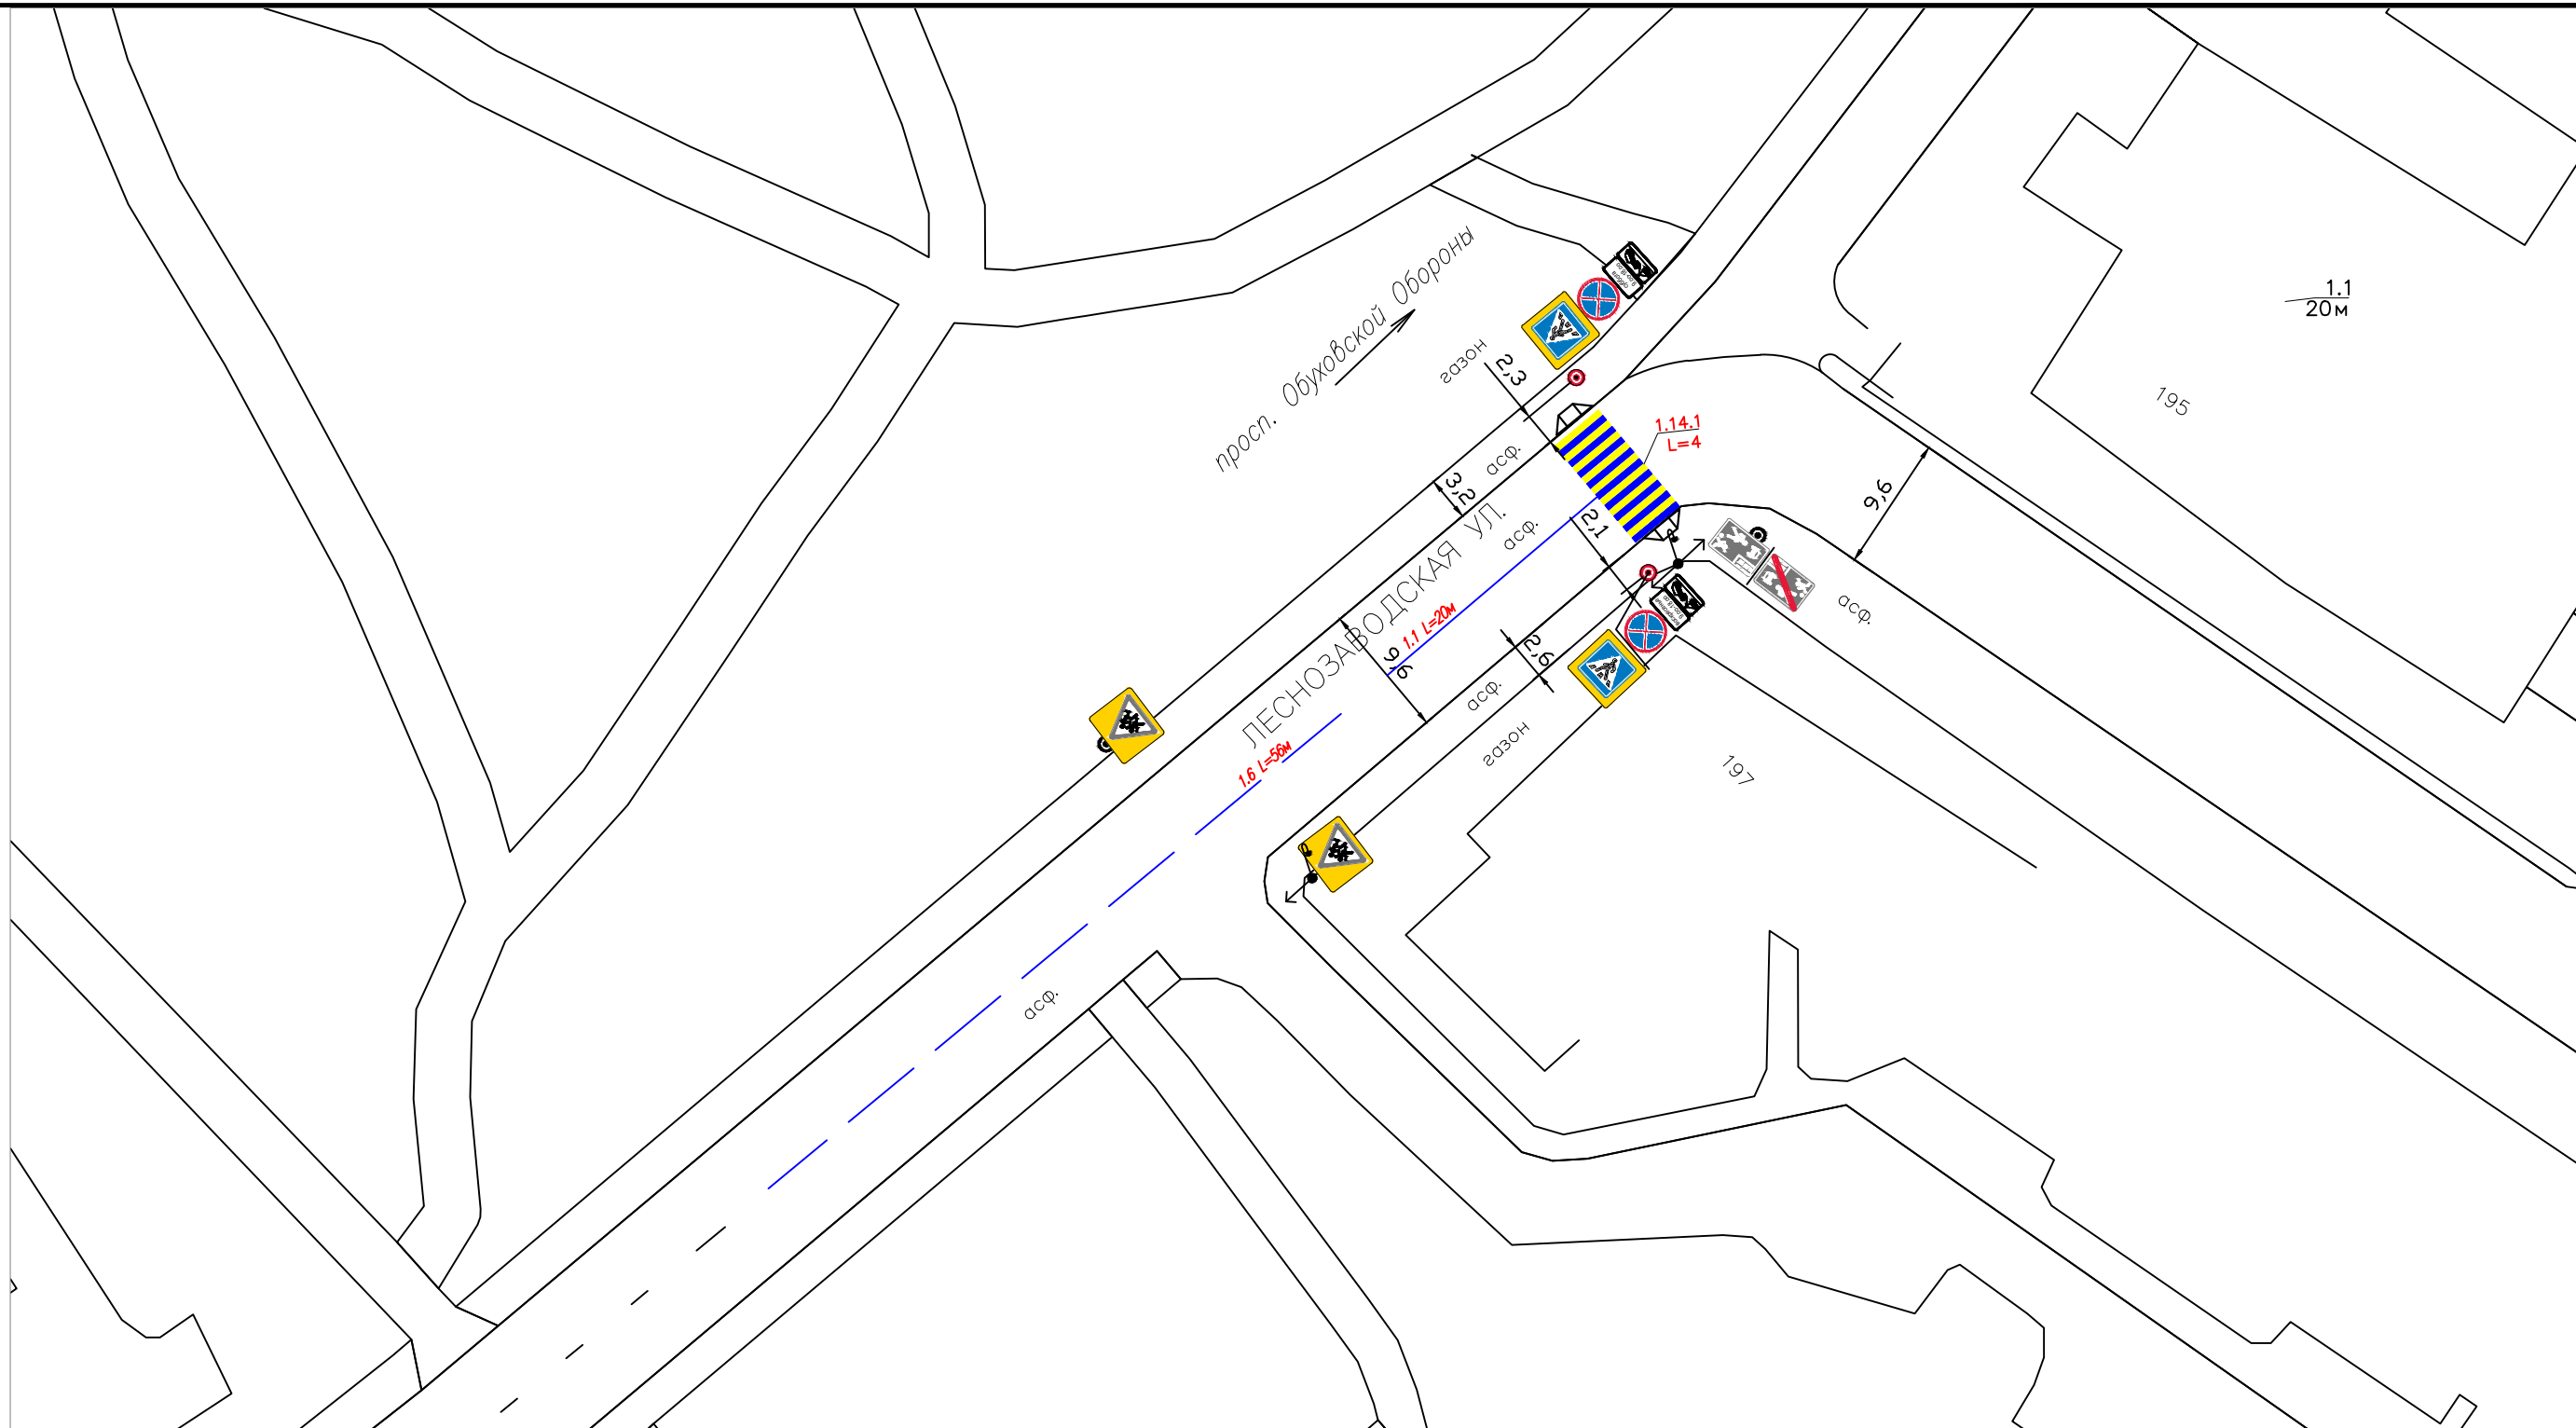 просп. Обуховской Обороны
1.1
20м
газон
2,3
195
1.14.1
L=4
асф.
3,2
9,6
асф.
2,1
ЛЕСНОЗАВОДСКАЯ УЛ.
1.1 L=20м
9,6
2,6
асф.
асф.
газон
1.6 L=56м
197
асф.